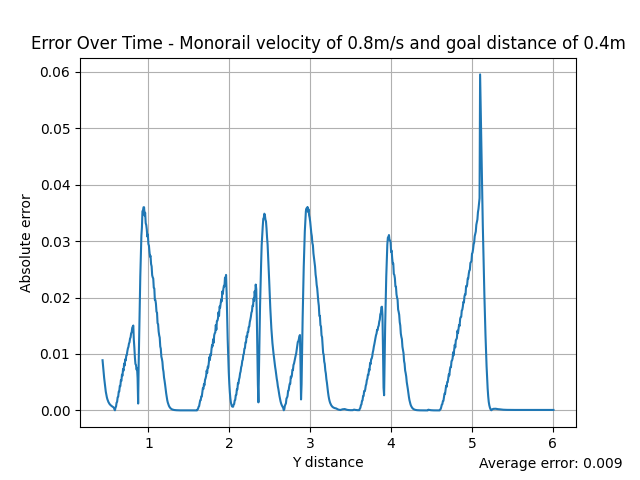 Error Over Time - Monorail velocity of 0.8m/s and goal distance of 0.4m
0.06
0.05
0.04
0.03
0.02
0.01
0.00
Absolute error
1 2 3 4 5 6
Y distance
Average error: 0.009